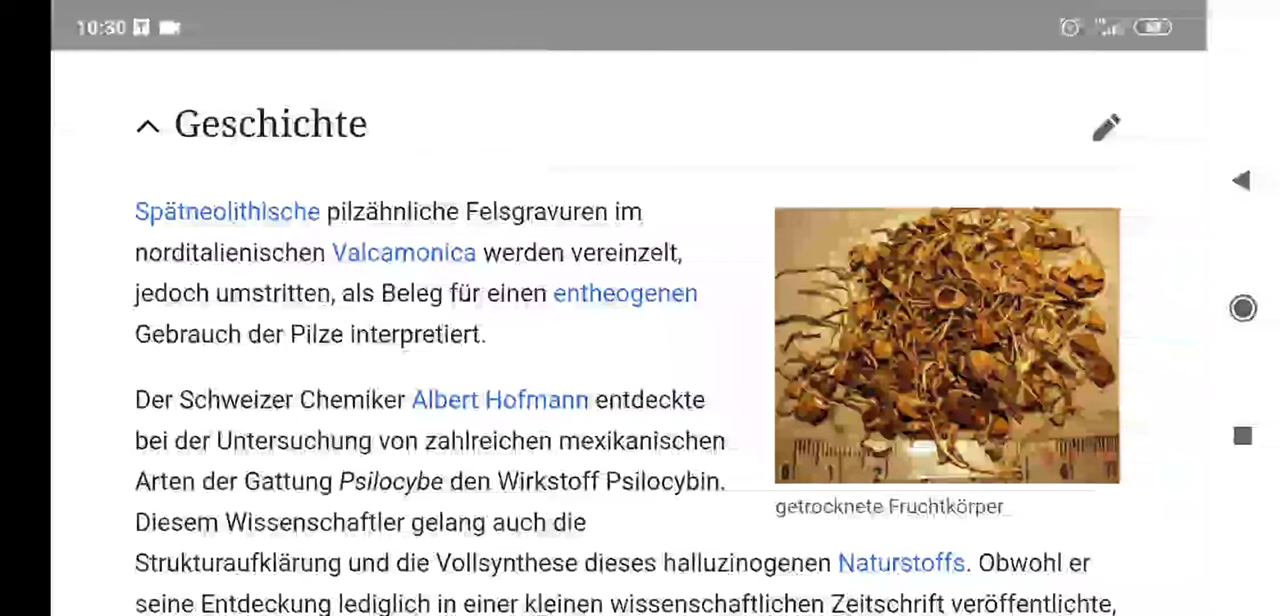 10:30
Geschichte
Spätneolithische pilzähnliche Felsgravuren im
norditalienischen Valcamonica werden vereinzelt,
jedoch umstritten, als Beleg für einen entheogenen
Gebrauch der Pilze interpretiert.
Der Schweizer Chemiker Albert Hofmann entdeckte
bei der Untersuchung von zahlreichen mexikanischen
Arten der Gattung Psilocybe den Wirkstoff Psilocybin.
Diesem Wissenschaftler gelang auch die
Strukturaufklärung und die Vollsynthese dieses halluzinogenen Naturstoffs. Obwohl er
seine Entdeckung lediglich in einer kleinen wissenschaftlichen Zeitschrift veröffentlichte,
getrocknete Fruchtkörper